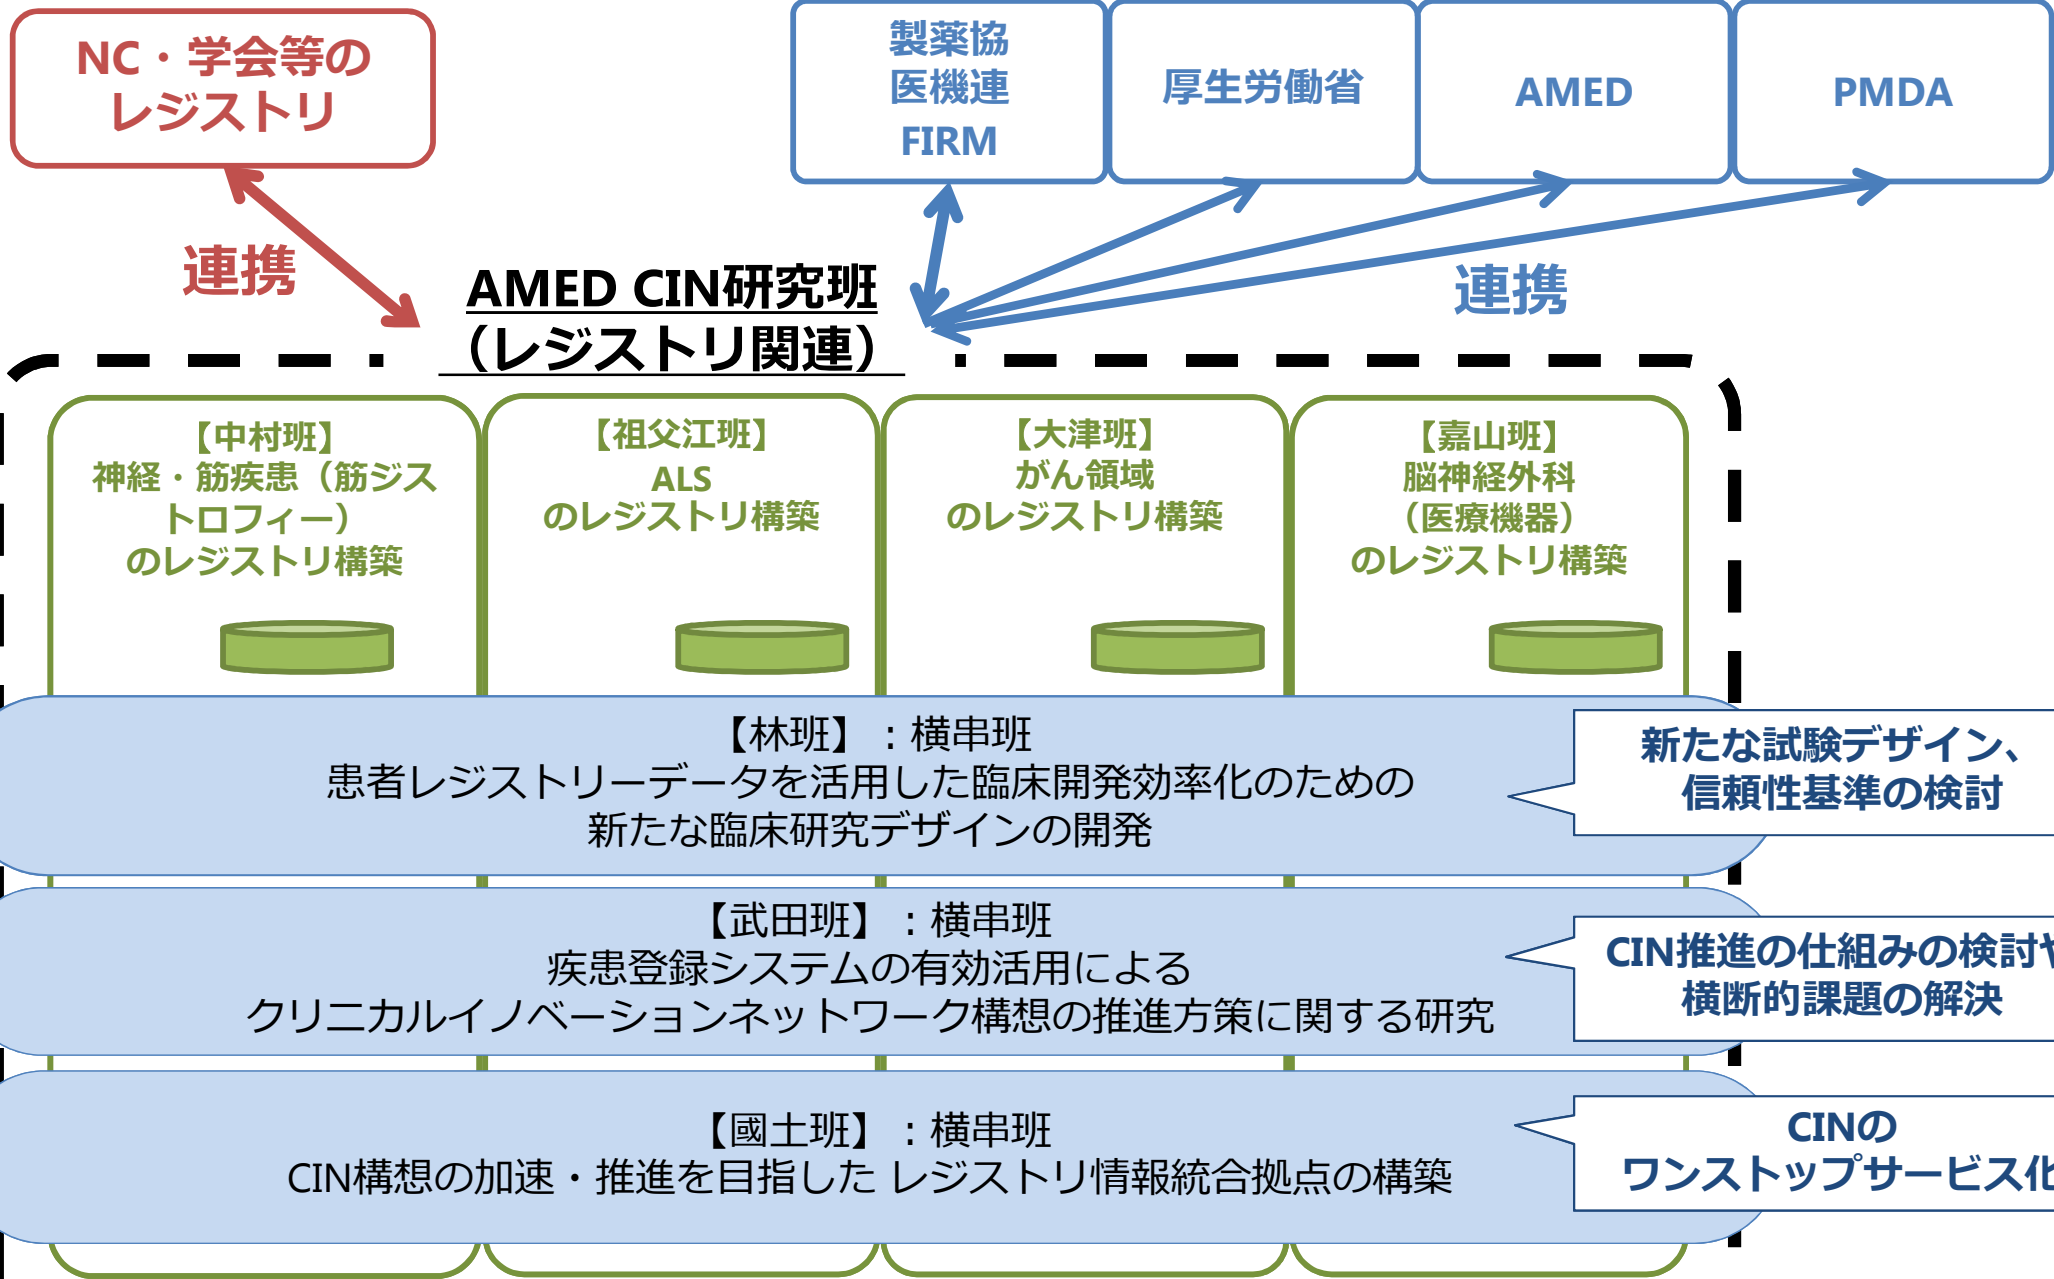 NC・学会等の
レジストリ
製薬協
医機連
FIRM
厚生労働省
AMED
PMDA
連携
連携
AMED CIN研究班
（レジストリ関連）
【中村班】
神経・筋疾患（筋ジス
トロフィー）
のレジストリ構築
【祖父江班】
ALS
のレジストリ構築
【大津班】
がん領域
のレジストリ構築
【嘉山班】
脳神経外科
（医療機器）
のレジストリ構築
【林班】：横串班
患者レジストリーデータを活用した臨床開発効率化のための
新たな臨床研究デザインの開発
新たな試験デザイン、
信頼性基準の検討
【武田班】：横串班
疾患登録システムの有効活用による
クリニカルイノベーションネットワーク構想の推進方策に関する研究
CIN推進の仕組みの検討や
横断的課題の解決
【國土班】：横串班
CIN構想の加速・推進を目指した レジストリ情報統合拠点の構築
CINの
ワンストップサービス化